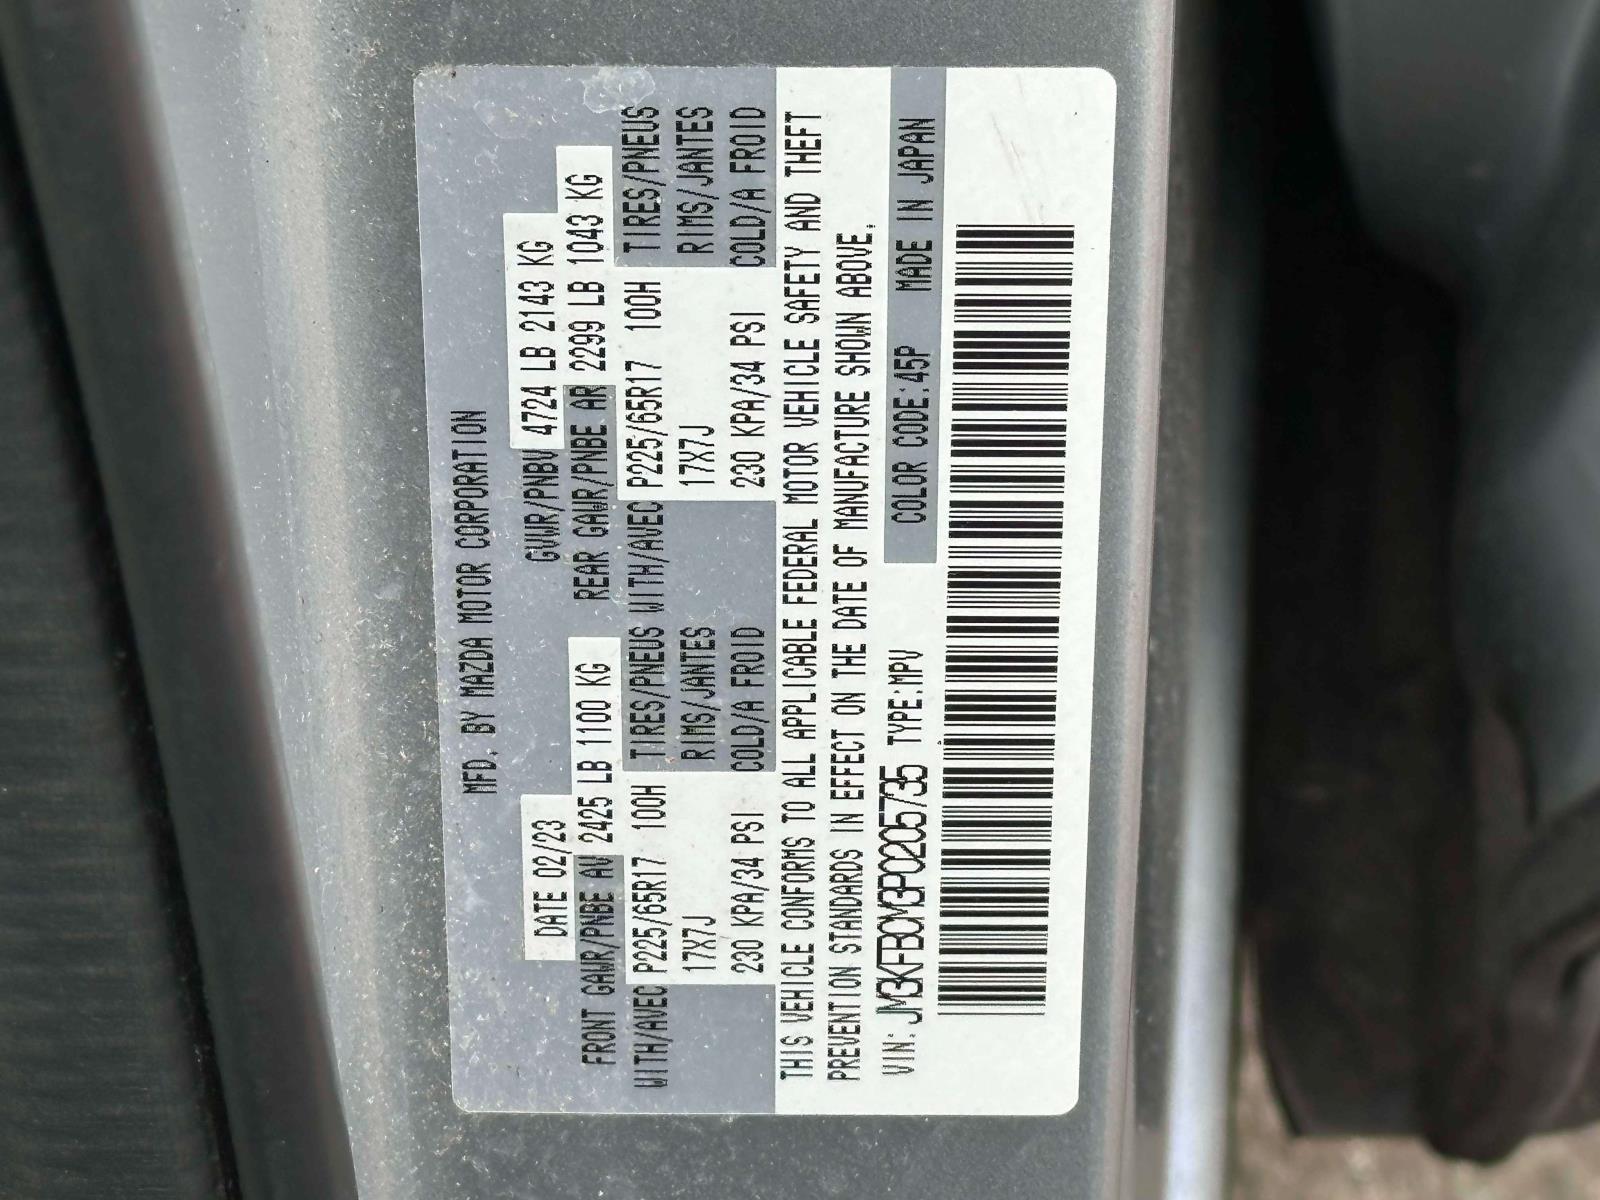 MFD. BY MAZDA MOTOR CORPORATION
DATE 02/23 GVWR/PNBV 4724 LB 2143 KG
FRONT GAWR/PNBE AV 2425 LB 1100 KG REAR GAWR/PNBE AR 2299 LB 1043 KG
WITH/AVEC P225/65R17 100H TIRES/PNEUS WITH/AVEC P225/65R17 100H TIRES/PNEUS
17X7J RIMS/JANTES 17X7J RIMS/JANTES
230 KPA/34 PSI COLD/A FROID 230 KPA/34 PSI COLD/A FROID
THIS VEHICLE CONFORMS TO ALL APPLICABLE FEDERAL MOTOR VEHICLE SAFETY AND THEFT
PREVENTION STANDARDS IN EFFECT ON THE DATE OF MANUFACTURE SHOWN ABOVE.
VIN: JM3KFBCM3P0205735 TYPE:MPV COLOR CODE:45P MADE IN JAPAN